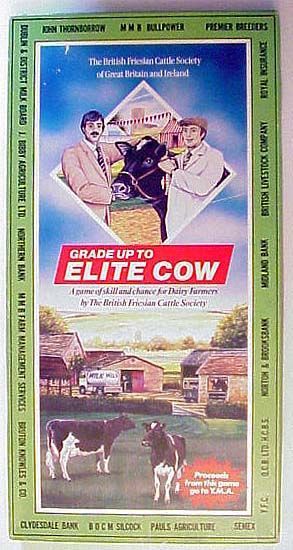 JOHN THORNBORROW
M M B BULLPOWER
PREMIER BREEDERS
ROYAL INSURANCE
BRITISH LIVESTOCK COMPANY
MIDLAND BANK
NORTON & BROOKSBANK
O.C.B. LTD. H.C.B.S.
F.F.C.
DUBLIN & DISTRICT MILK BOARD
J. BIBBY AGRICULTURE LTD
NORTHERN BANK
M M B FARM MANAGEMENT SERVICES
BRUTON KNOWLES & CO
The British Friesian Cattle Society
of Great Britain and Ireland
GRADE UP TO
ELITE COW
A game of skill and chance for Dairy Farmers
by The British Friesian Cattle Society
MILK
Proceeds
from this game
go to Y.M.A.
CLYDESDALE BANK
B O C M SILCOCK
PAULS AGRICULTURE
SEMEX